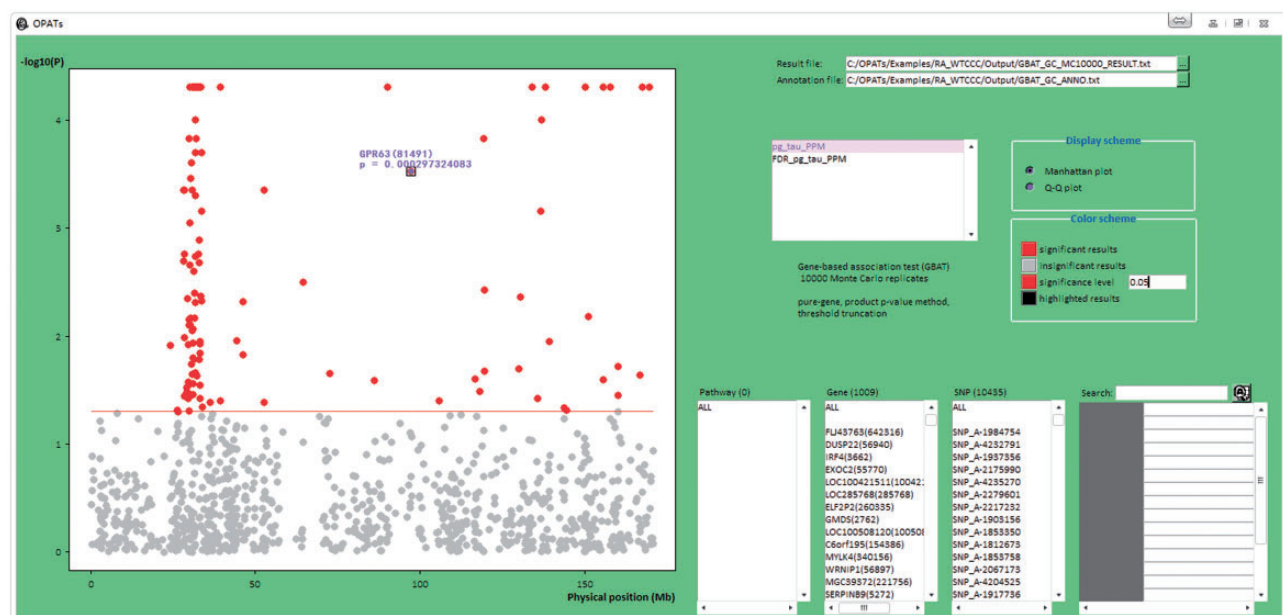 OPATs
-log10(P)
4
3
2
1
0
GPR63(81491)
p = 0.000297324083
0
50
100
150
Physical position (Mb)
Result file: C:/OPATs/Examples/RA_WTCCC/Output/GBAT_GC_MC10000_RESULT.txt ...
Annotation file: C:/OPATs/Examples/RA_WTCCC/Output/GBAT_GC_ANNO.txt ...
pg_tau_PPM
FDR_pg_tau_PPM
Display scheme
Manhattan plot
Q-Q plot
Color scheme
significant results
insignificant results
significance level 0.05
highlighted results
Gene-based association test (GBAT)
10000 Monte Carlo replicates
pure-gene, product p-value method,
threshold truncation
Pathway (0)
ALL
Gene (1009)
ALL
FLJ43763(642316)
DUSP22(56940)
IRF4(3662)
EXOC2(55770)
LOC100421511(10042:
LOC285768(285768)
ELF2P2(260335)
GMDS(2762)
LOC100508120(10050
C6orf195(154386)
MYLK4(340156)
WRNIP1(56897)
MGC39372(221756)
SERPINB9(5272)
SNP (10435)
ALL
SNP_A-1984754
SNP_A-4232791
SNP_A-1937356
SNP_A-2175990
SNP_A-4235270
SNP_A-2279601
SNP_A-2217232
SNP_A-1903156
SNP_A-1853350
SNP_A-1812673
SNP_A-1853758
SNP_A-2067173
SNP_A-4204525
SNP_A-1917736
Search: